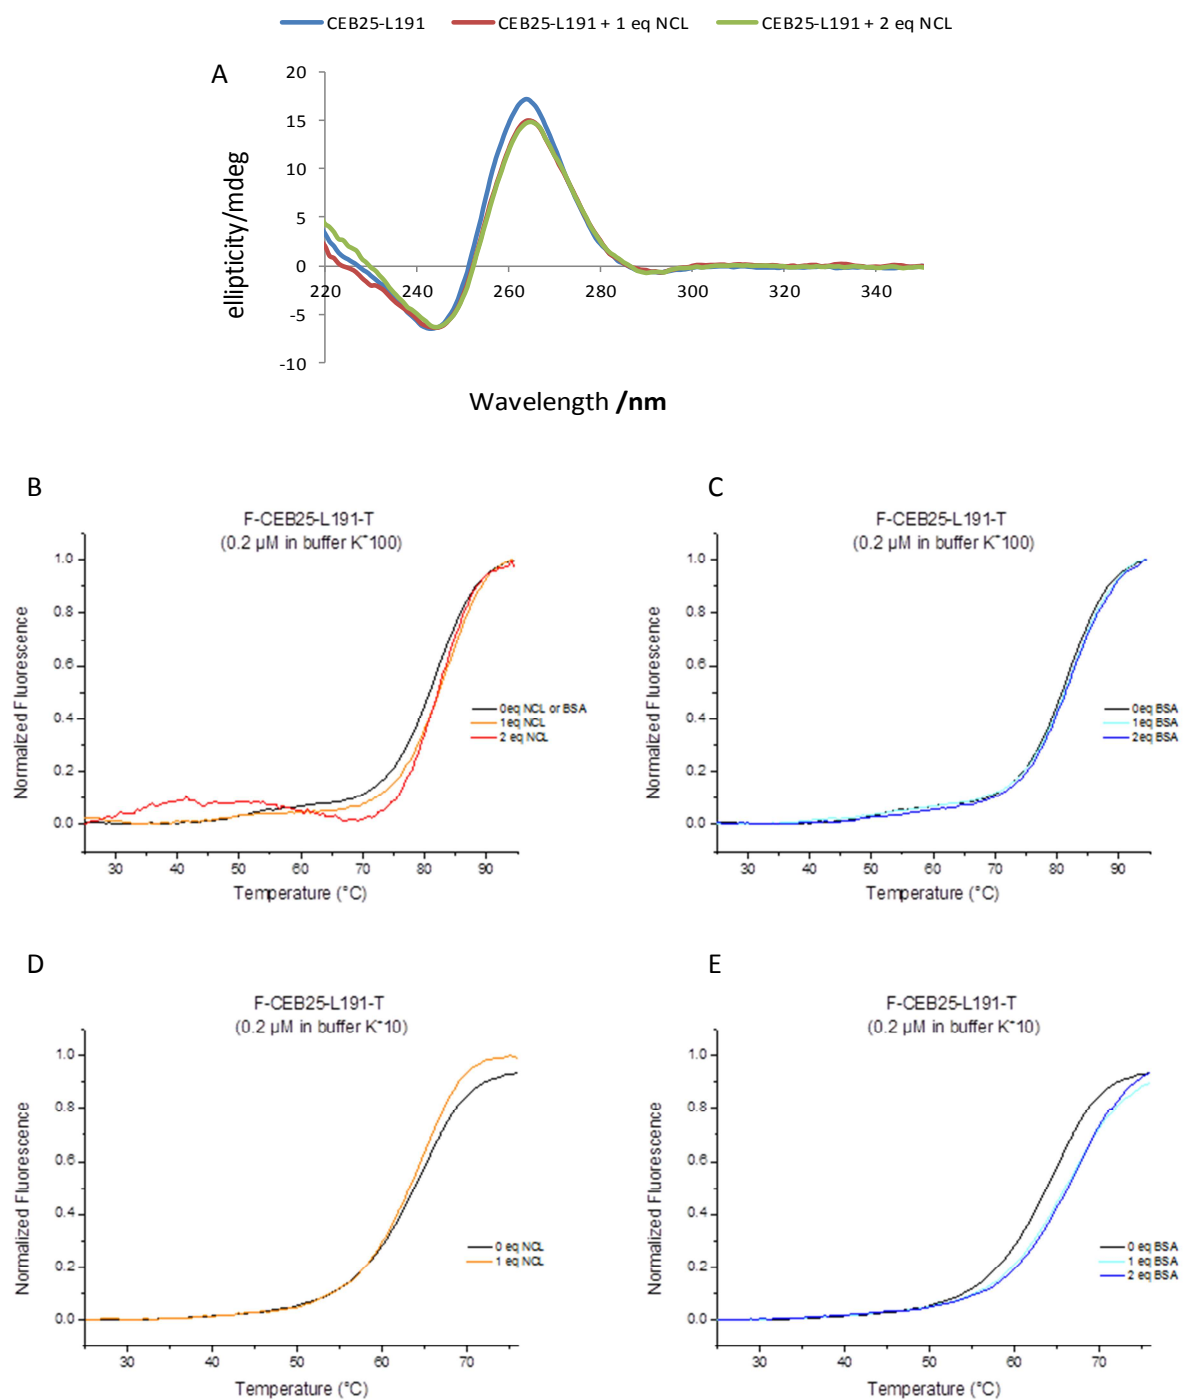 CEB25-L191 CEB25-L191 + 1 eq NCL CEB25-L191 + 2 eq NCL
A
20
15
10
5
0
-5
-10
220 240 260 280 300 320 340
ellipticity/mdeg
Wavelength /nm
B
F-CEB25-L191-T
(0.2 µM in buffer K+100)
1.0
0.8
0.6
0.4
0.2
0.0
Normalized Fluorescence
0eq NCL or BSA
1eq NCL
2 eq NCL
30 40 50 60 70 80 90
Temperature (°C)
C
F-CEB25-L191-T
(0.2 µM in buffer K+100)
1.0
0.8
0.6
0.4
0.2
0.0
Normalized Fluorescence
0eq BSA
1eq BSA
2eq BSA
30 40 50 60 70 80 90
Temperature (°C)
D
F-CEB25-L191-T
(0.2 µM in buffer K+10)
1.0
0.8
0.6
0.4
0.2
0.0
Normalized Fluorescence
0 eq NCL
1 eq NCL
30 40 50 60 70
Temperature (°C)
E
F-CEB25-L191-T
(0.2 µM in buffer K+10)
1.0
0.8
0.6
0.4
0.2
0.0
Normalized Fluorescence
0 eq BSA
1 eq BSA
2 eq BSA
30 40 50 60 70
Temperature (°C)